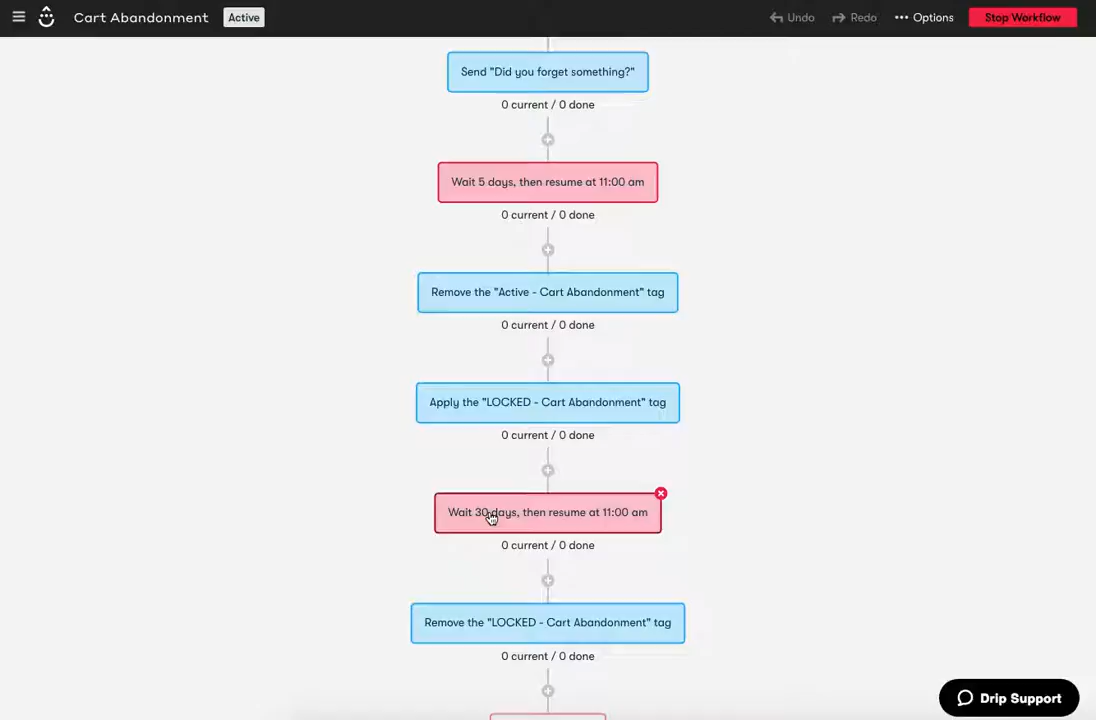 Cart Abandonment Active Undo Redo Options Stop Workflow
Send "Did you forget something?"
0 current / 0 done
Wait 5 days, then resume at 11:00 am
0 current / 0 done
Remove the "Active - Cart Abandonment" tag
0 current / 0 done
Apply the "LOCKED - Cart Abandonment" tag
0 current / 0 done
Wait 30 days, then resume at 11:00 am
0 current / 0 done
Remove the "LOCKED - Cart Abandonment" tag
0 current / 0 done
Drip Support